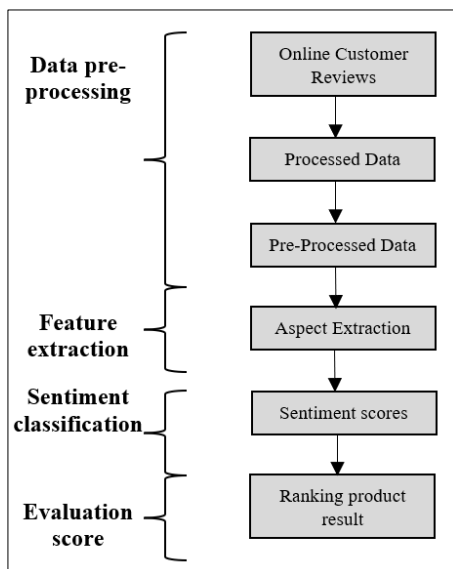 Data pre-
processing
Online Customer
Reviews
Processed Data
Pre-Processed Data
Feature
extraction
Aspect Extraction
Sentiment
classification
Sentiment scores
Evaluation
score
Ranking product
result